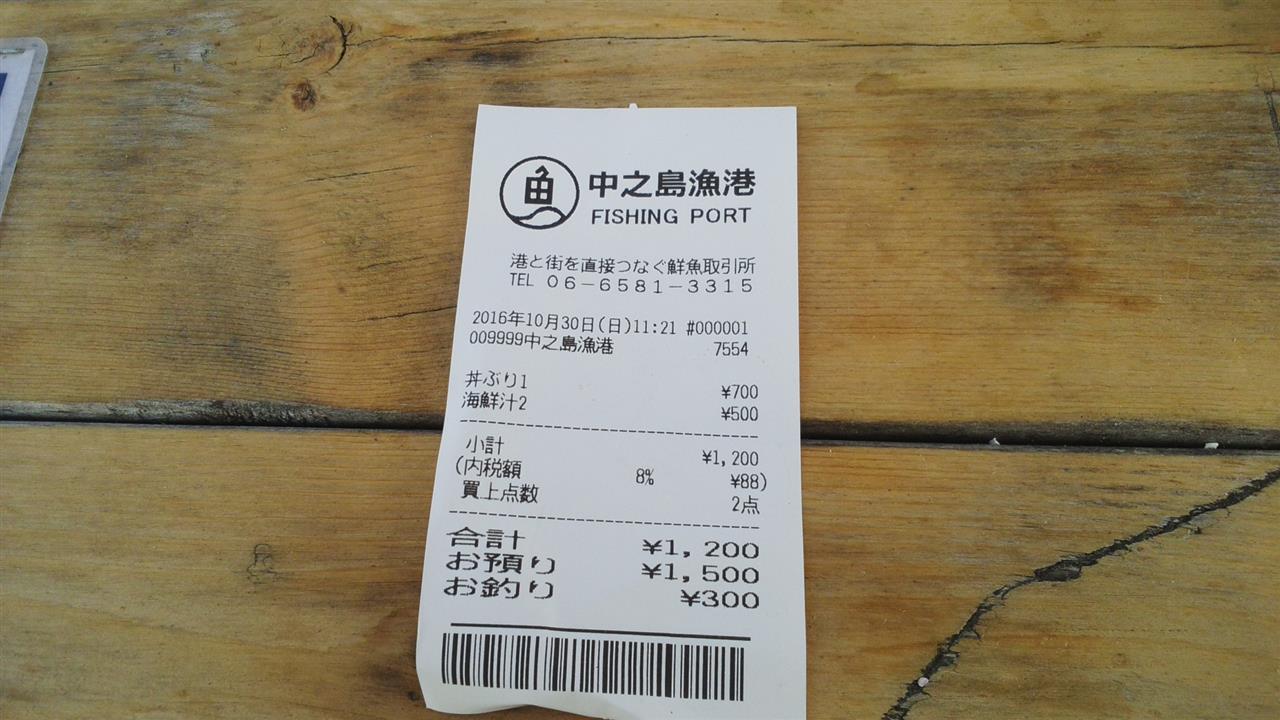 魚 中之島漁港
FISHING PORT
港と街を直接つなぐ鮮魚取引所
TEL 06-6581-3315
2016年10月30日(日)11:21 #000001
009999中之島漁港 7554
丼ぶり1 ¥700
海鮮汁2 ¥500
小計 ¥1,200
(内税額 8% ¥88)
買上点数 2点
合計 ¥1,200
お預り ¥1,500
お釣り ¥300